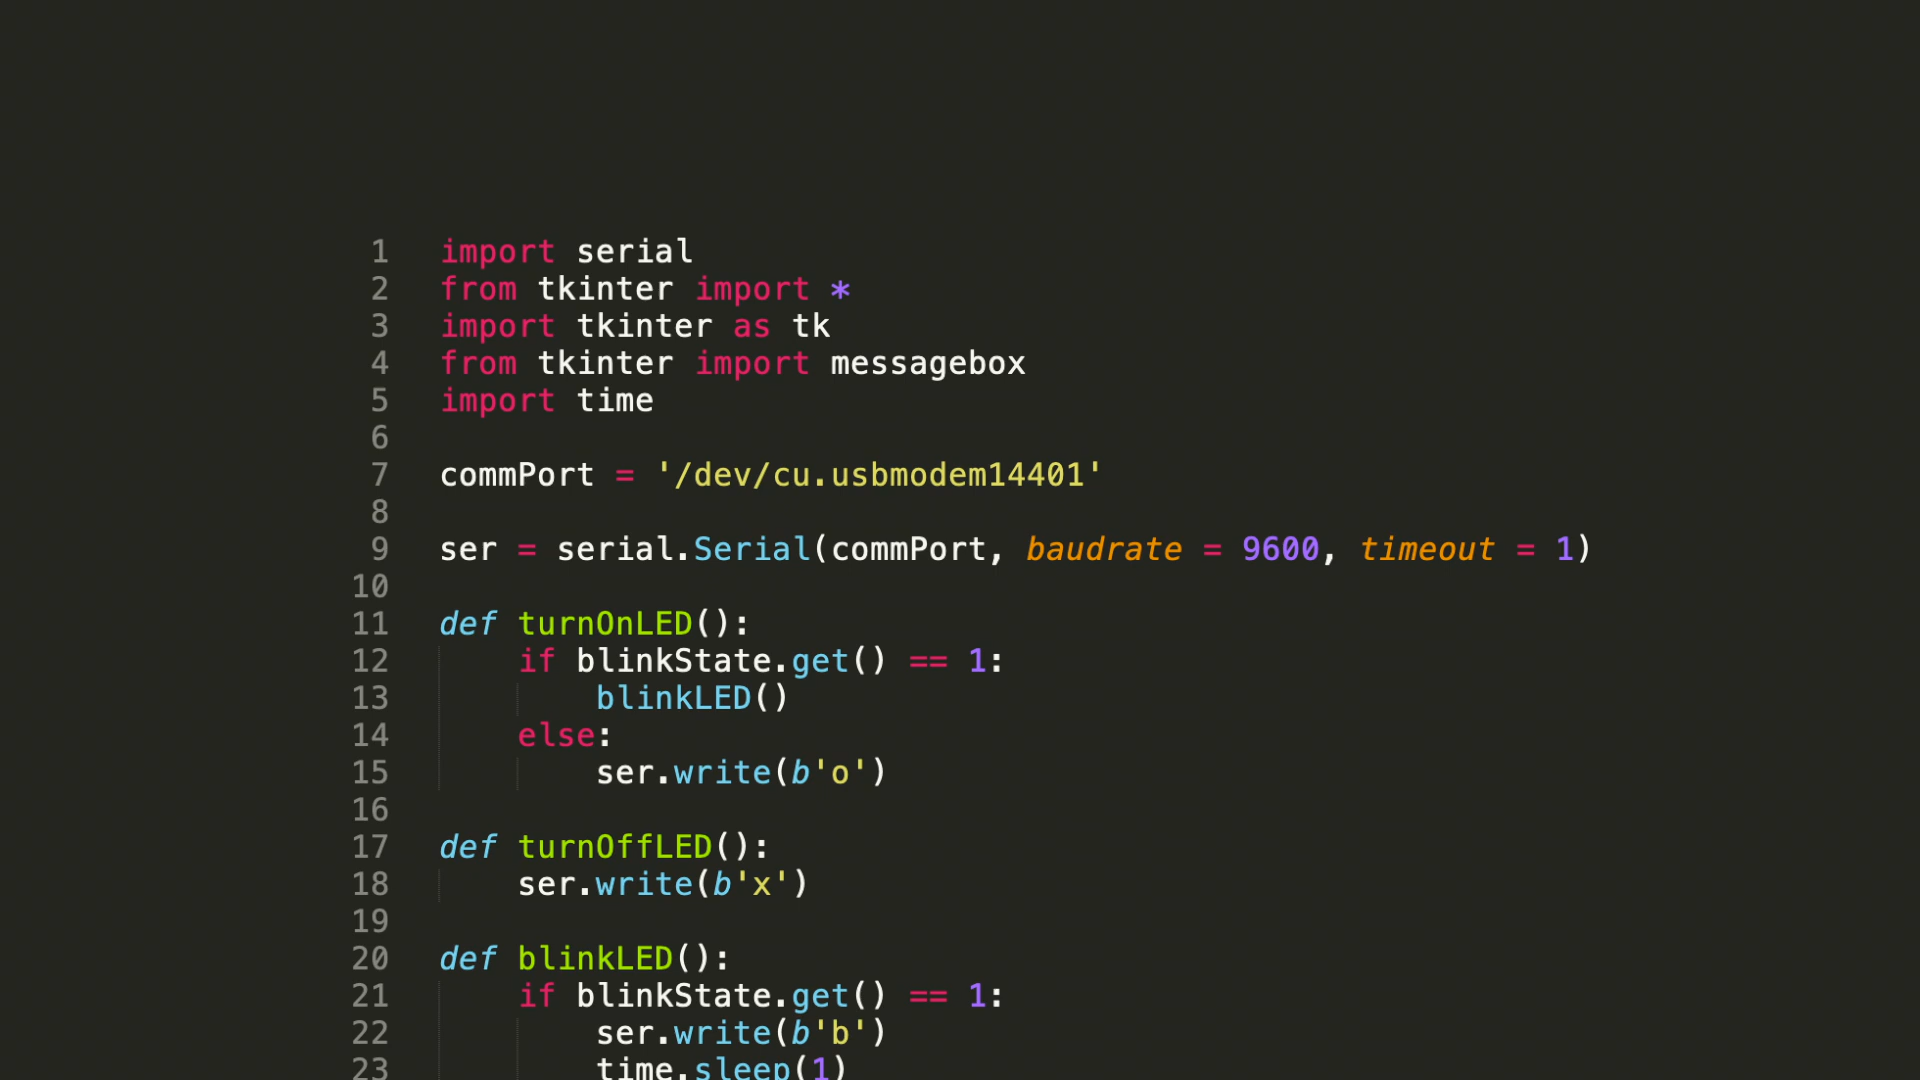 1 import serial
2 from tkinter import *
3 import tkinter as tk
4 from tkinter import messagebox
5 import time
6
7 commPort = '/dev/cu.usbmodem14401'
8
9 ser = serial.Serial(commPort, baudrate = 9600, timeout = 1)
10
11 def turnOnLED():
12     if blinkState.get() == 1:
13         blinkLED()
14     else:
15         ser.write(b'o')
16
17 def turnOffLED():
18     ser.write(b'x')
19
20 def blinkLED():
21     if blinkState.get() == 1:
22         ser.write(b'b')
23         time.sleep(1)